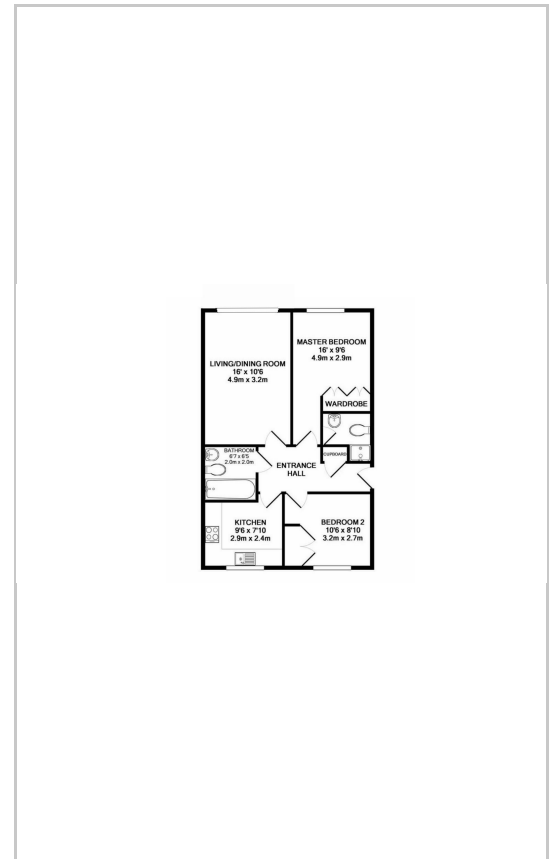 MASTER BEDROOM
16' x 9'6
4.9m x 2.9m
LIVING/DINING ROOM
16' x 10'6
4.9m x 3.2m
WARDROBE
BATHROOM
6'7 x 6'5
2.0m x 2.0m
CUPBOARD
ENTRANCE
HALL
KITCHEN
9'6 x 7'10
2.9m x 2.4m
BEDROOM 2
10'6 x 8'10
3.2m x 2.7m